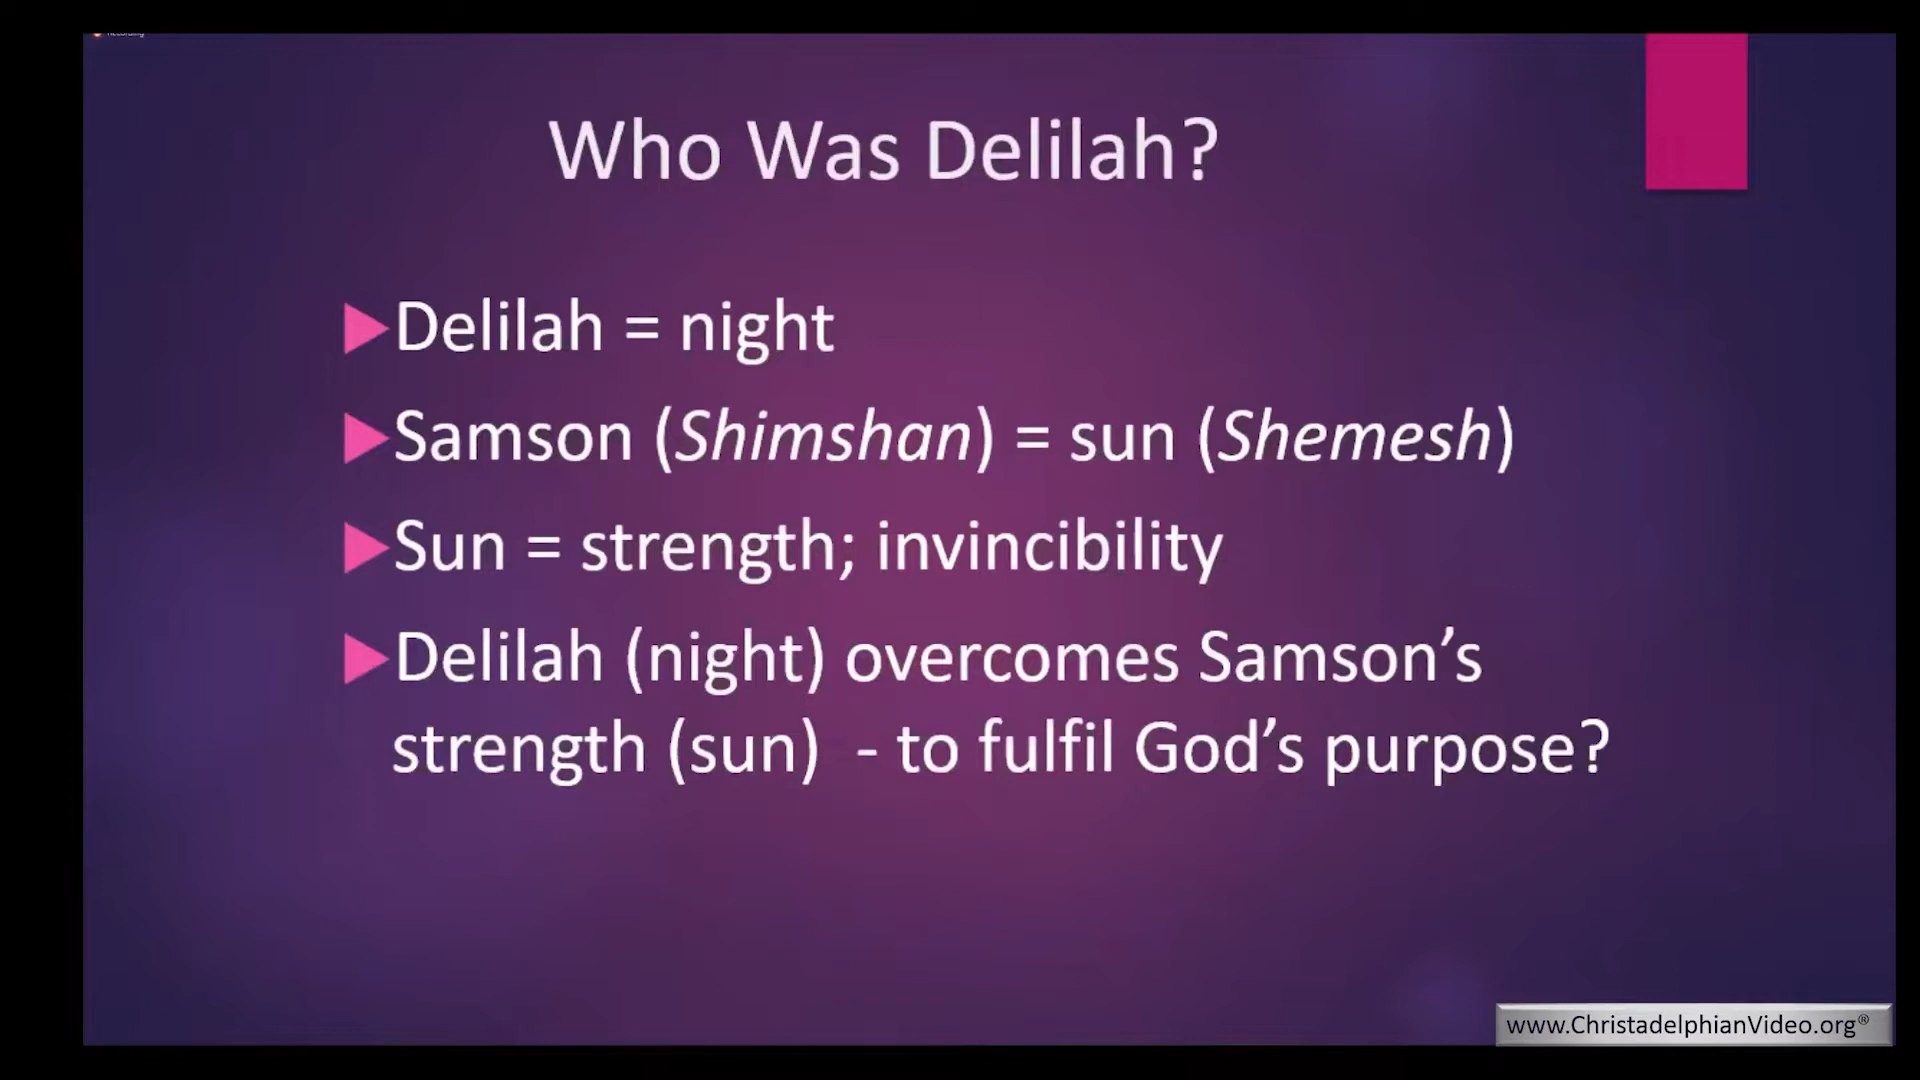 Recording
Who Was Delilah?
Delilah = night
Samson (Shimshan) = sun (Shemesh)
Sun = strength; invincibility
Delilah (night) overcomes Samson’s
strength (sun) - to fulfil God’s purpose?
www.ChristadelphianVideo.org®